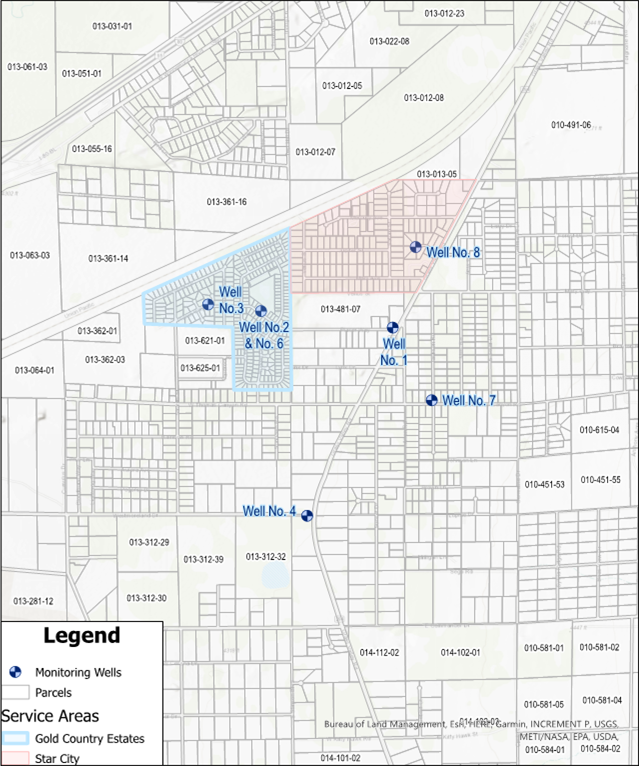 013-012-23
013-031-01
013-022-08
013-061-03
013-051-01
013-012-05
013-012-08
010-491-06
013-055-16
013-012-07
013-013-05
013-361-16
013-063-03
013-361-14
Well No. 8
Well
No.3
013-481-07
Well No.2
& No. 6
013-362-01
013-621-01
Well
No. 1
013-362-03
013-064-01
013-625-01
Well No. 7
010-615-04
010-451-53
010-451-55
Well No. 4
013-312-29
013-312-39
013-312-32
013-281-12
013-312-30
Legend
Monitoring Wells
Parcels
Service Areas
Gold Country Estates
Star City
014-112-02
014-102-01
010-581-01
010-581-02
010-581-05
010-581-04
Bureau of Land Management, Esri, HERE, Garmin, INCREMENT P, USGS,
METI/NASA, EPA, USDA,
010-584-01
010-584-02
014-101-02